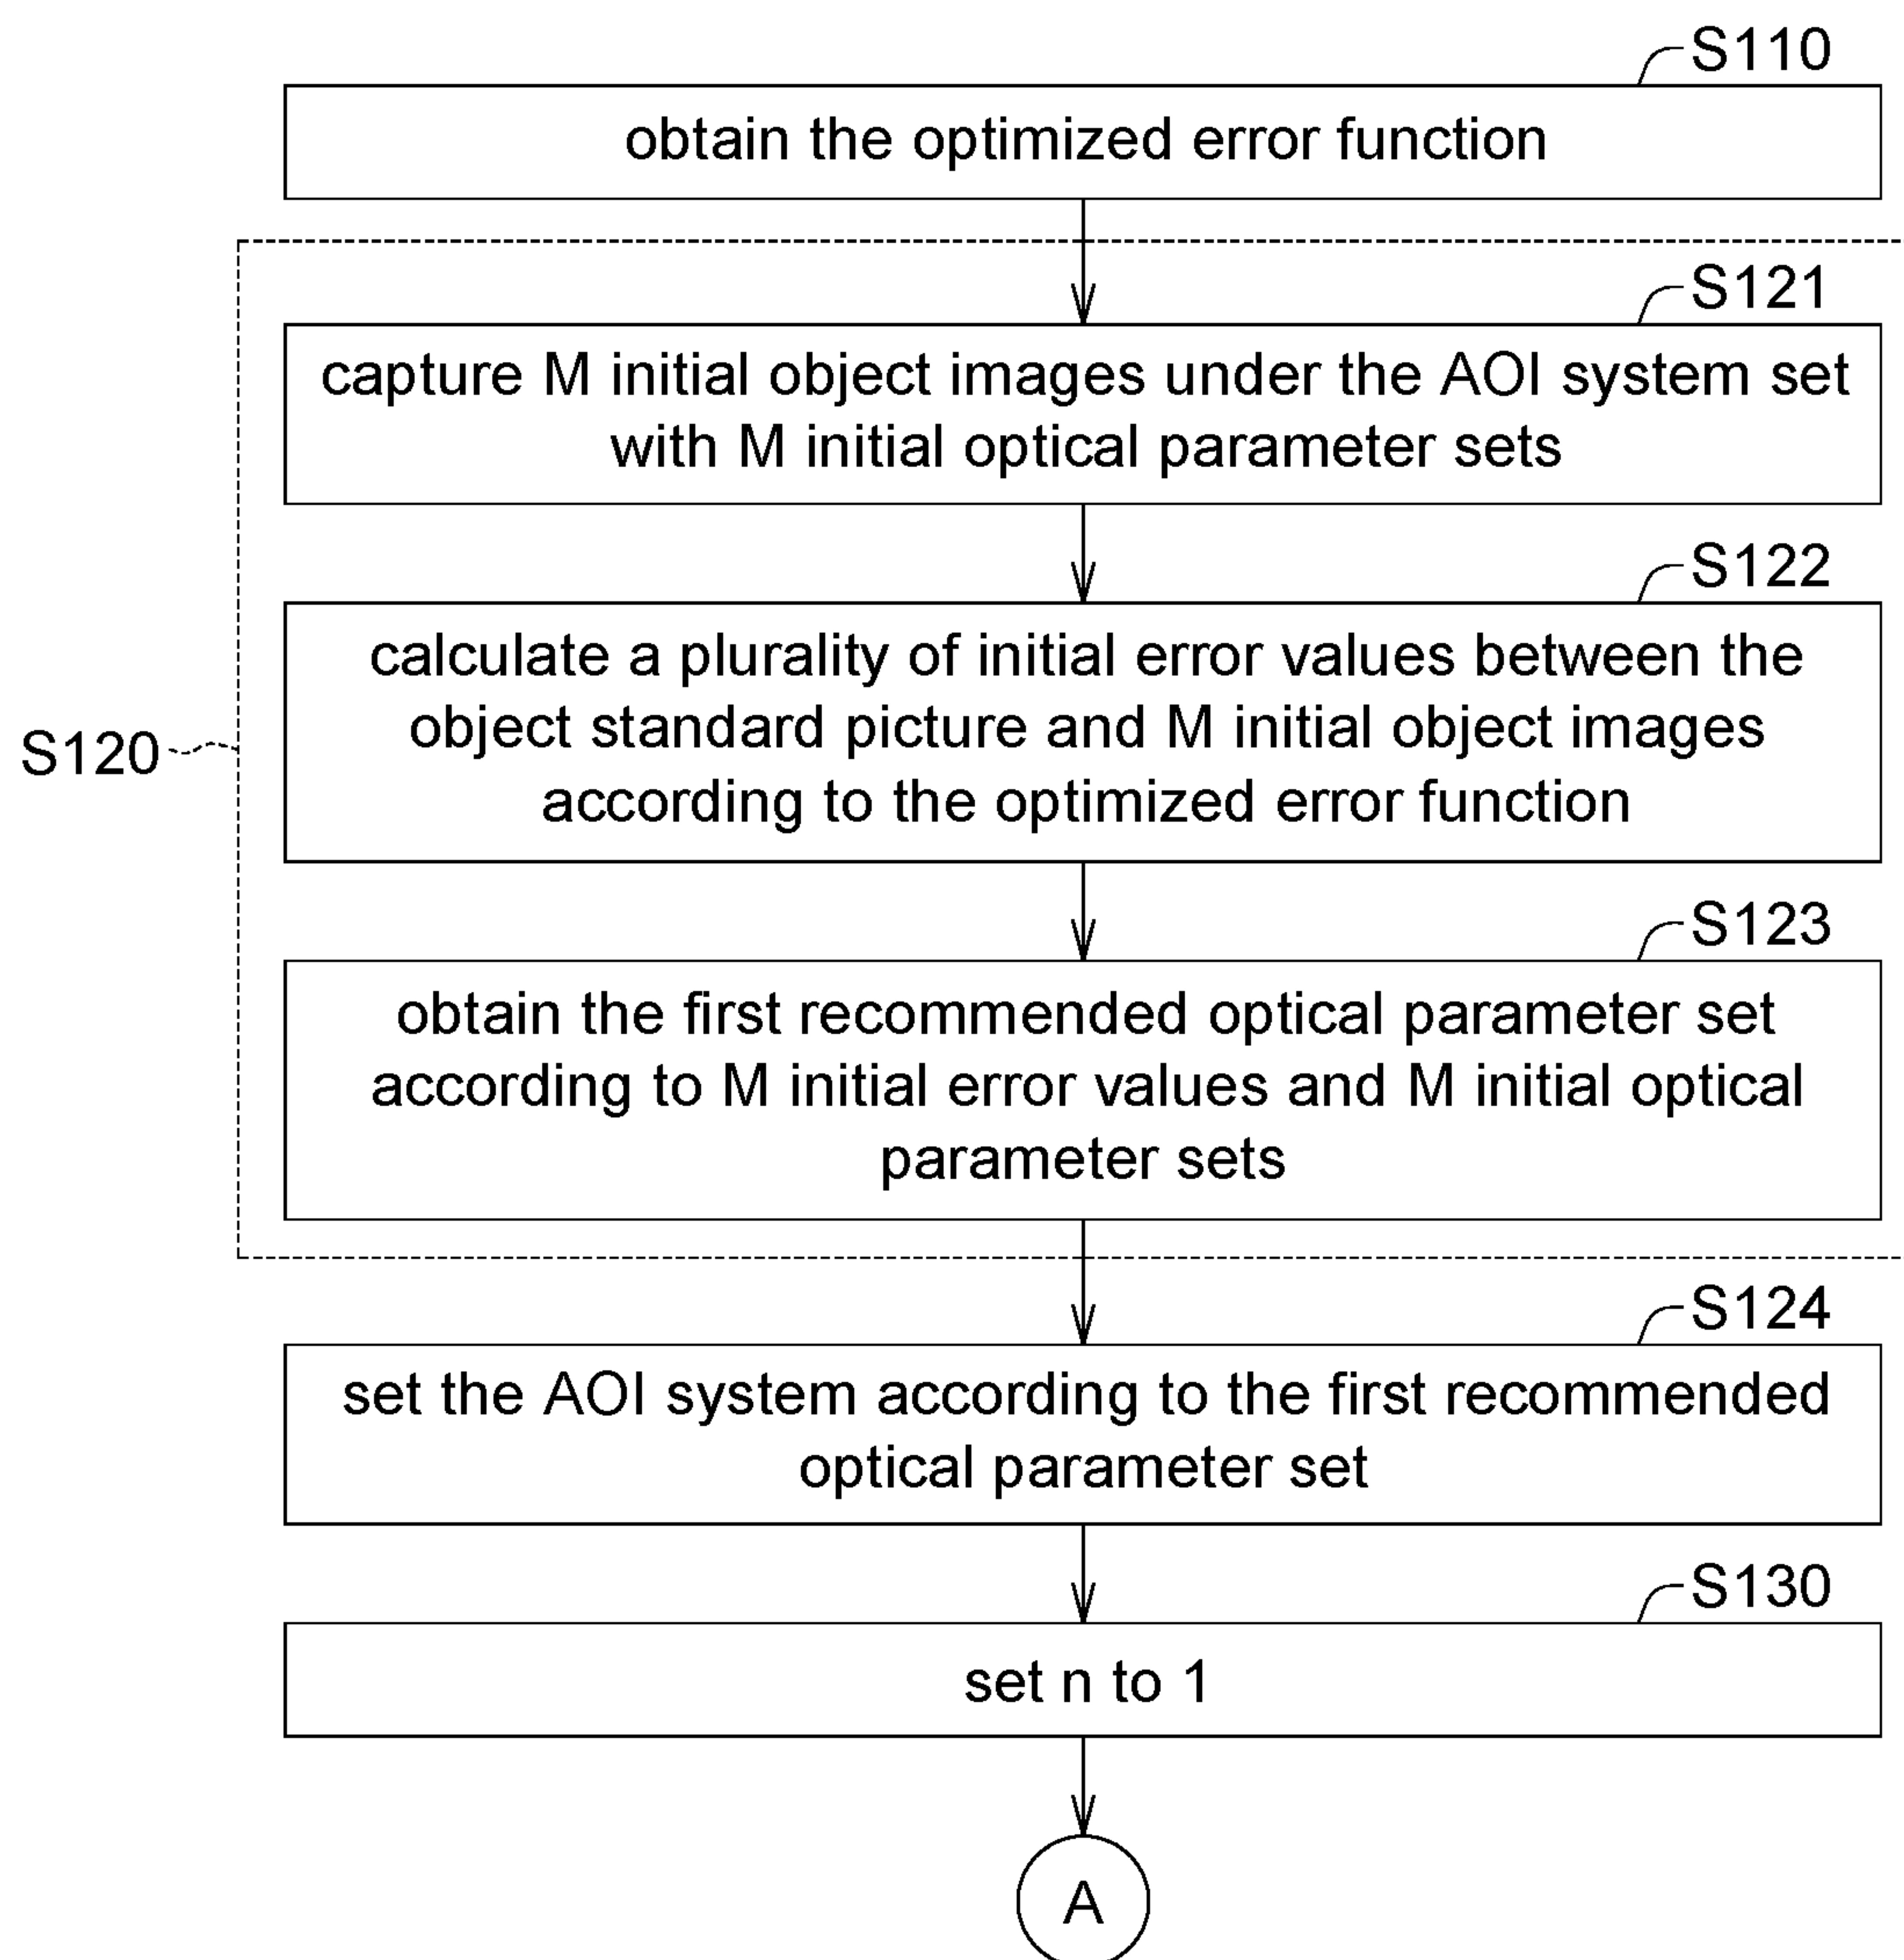 S110
obtain the optimized error function
S121
capture M initial object images under the AOI system set
with M initial optical parameter sets
S122
calculate a plurality of initial error values between the
object standard picture and M initial object images
according to the optimized error function
S120
S123
obtain the first recommended optical parameter set
according to M initial error values and M initial optical
parameter sets
S124
set the AOI system according to the first recommended
optical parameter set
S130
set n to 1
A